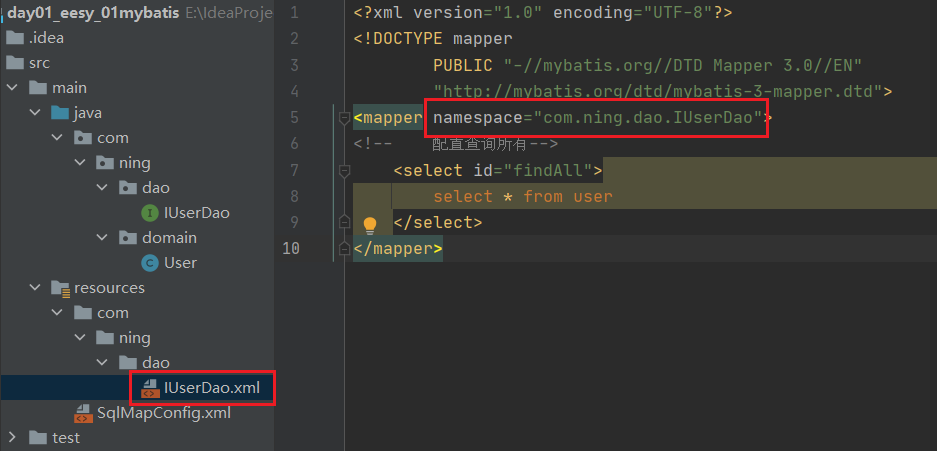 day01_eesy_01mybatis E:\IdeaProje
.idea
src
main
java
com
ning
dao
IUserDao
domain
User
resources
com
ning
dao
IUserDao.xml
SqlMapConfig.xml
test
1 <?xml version="1.0" encoding="UTF-8"?>
2 <!DOCTYPE mapper
3 PUBLIC "-//mybatis.org//DTD Mapper 3.0//EN"
4 "http://mybatis.org/dtd/mybatis-3-mapper.dtd">
5 <mapper namespace="com.ning.dao.IUserDao">
6 <!-- 配置查询所有-->
7 <select id="findAll">
8 select * from user
9 </select>
10 </mapper>